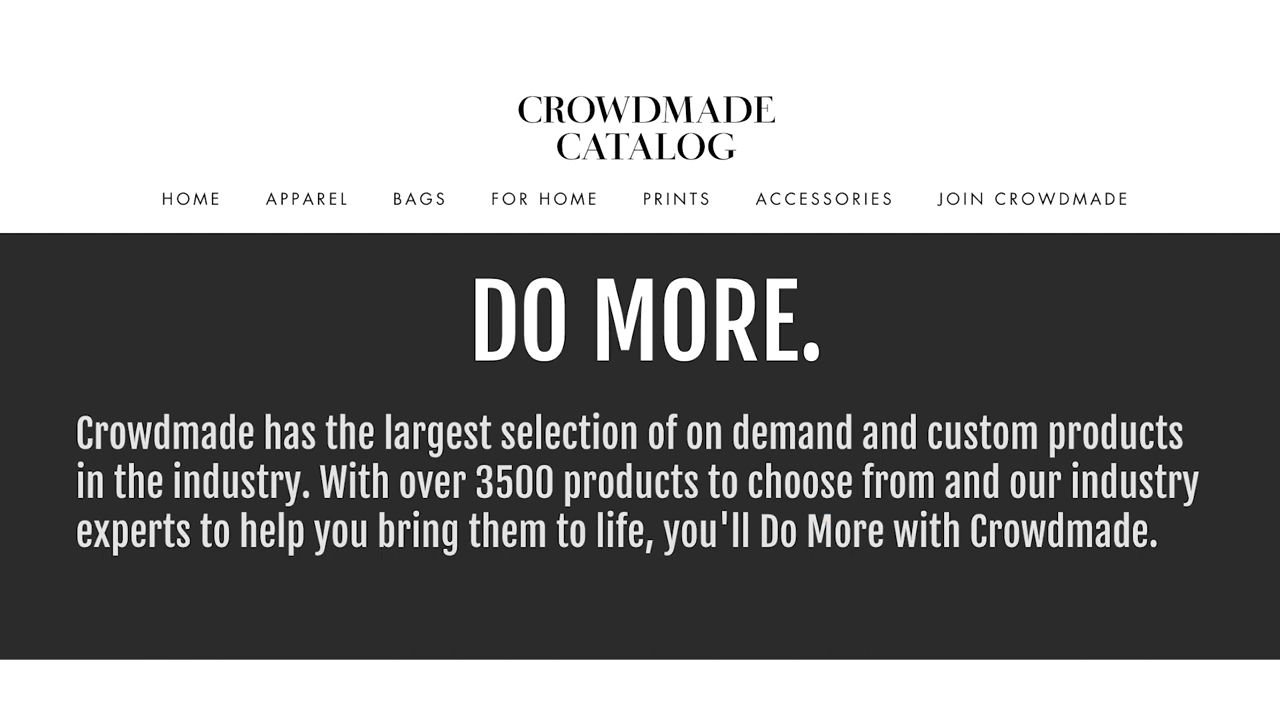 CROWDMADE
CATALOG
HOME APPAREL BAGS FOR HOME PRINTS ACCESSORIES JOIN CROWDMADE
DO MORE.
Crowdmade has the largest selection of on demand and custom products
in the industry. With over 3500 products to choose from and our industry
experts to help you bring them to life, you'll Do More with Crowdmade.